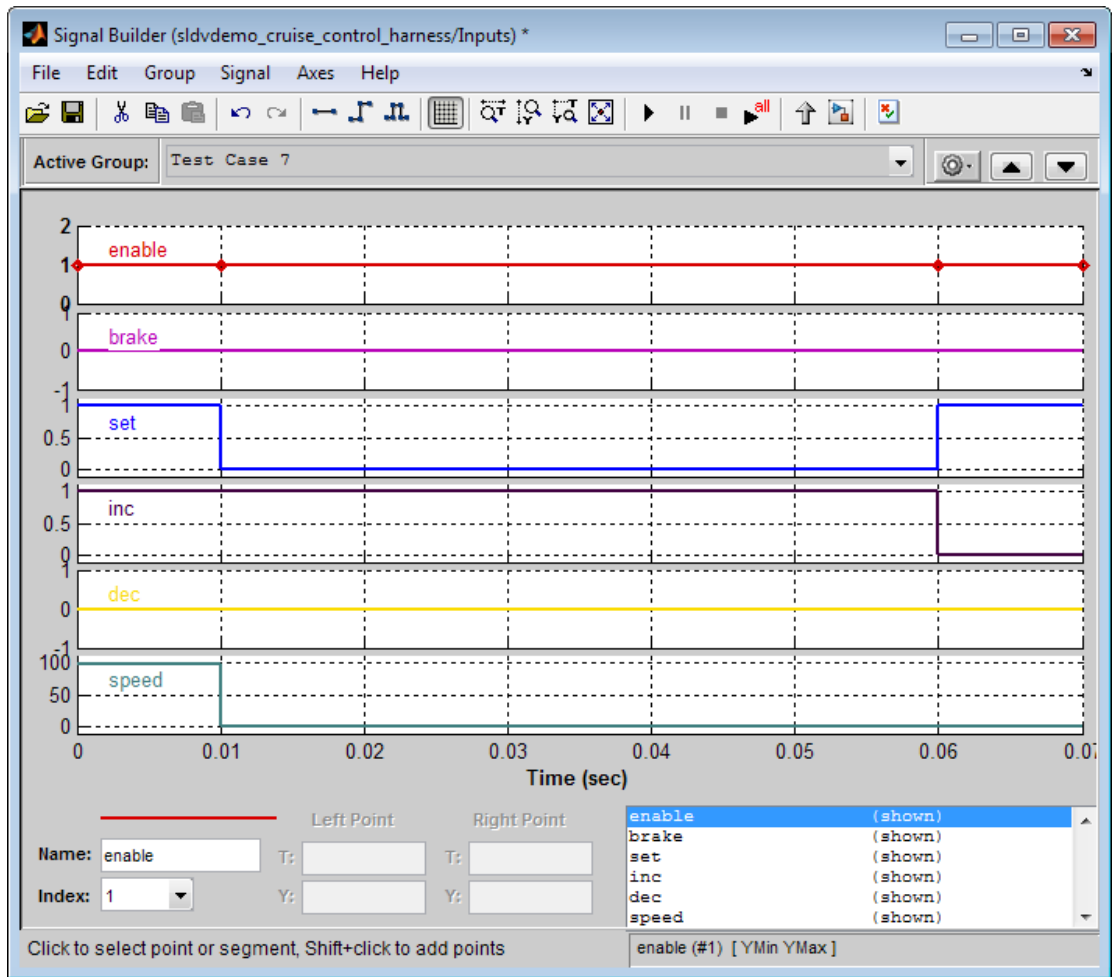 Signal Builder (sldvdemo_cruise_control_harness/Inputs) *
File Edit Group Signal Axes Help
all
Active Group: Test Case 7
2
enable
1
0
1
brake
0
-1
1
set
0.5
0
1
inc
0.5
0
1
dec
0
-1
100
speed
50
0
0 0.01 0.02 0.03 0.04 0.05 0.06 0.07
Time (sec)
Left Point Right Point
Name: enable T: T:
Index: 1 Y: Y:
enable (shown)
brake (shown)
set (shown)
inc (shown)
dec (shown)
speed (shown)
Click to select point or segment, Shift+click to add points
enable (#1) [ YMin YMax ]